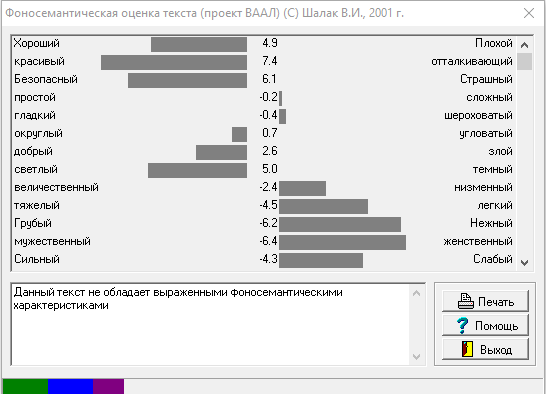 Фоносемантическая оценка текста (проект ВААЛ) (C) Шалак В.И., 2001 г.
Хороший 4.9 Плохой
красивый 7.4 отталкивающий
Безопасный 6.1 Страшный
простой -0.2 сложный
гладкий -0.4 шероховатый
округлый 0.7 угловатый
добрый 2.6 злой
светлый 5.0 темный
величественный -2.4 низменный
тяжелый -4.5 легкий
Грубый -6.2 Нежный
мужественный -6.4 женственный
Сильный -4.3 Слабый
Данный текст не обладает выраженными фоносемантическими
характеристиками
Печать
Помощь
Выход